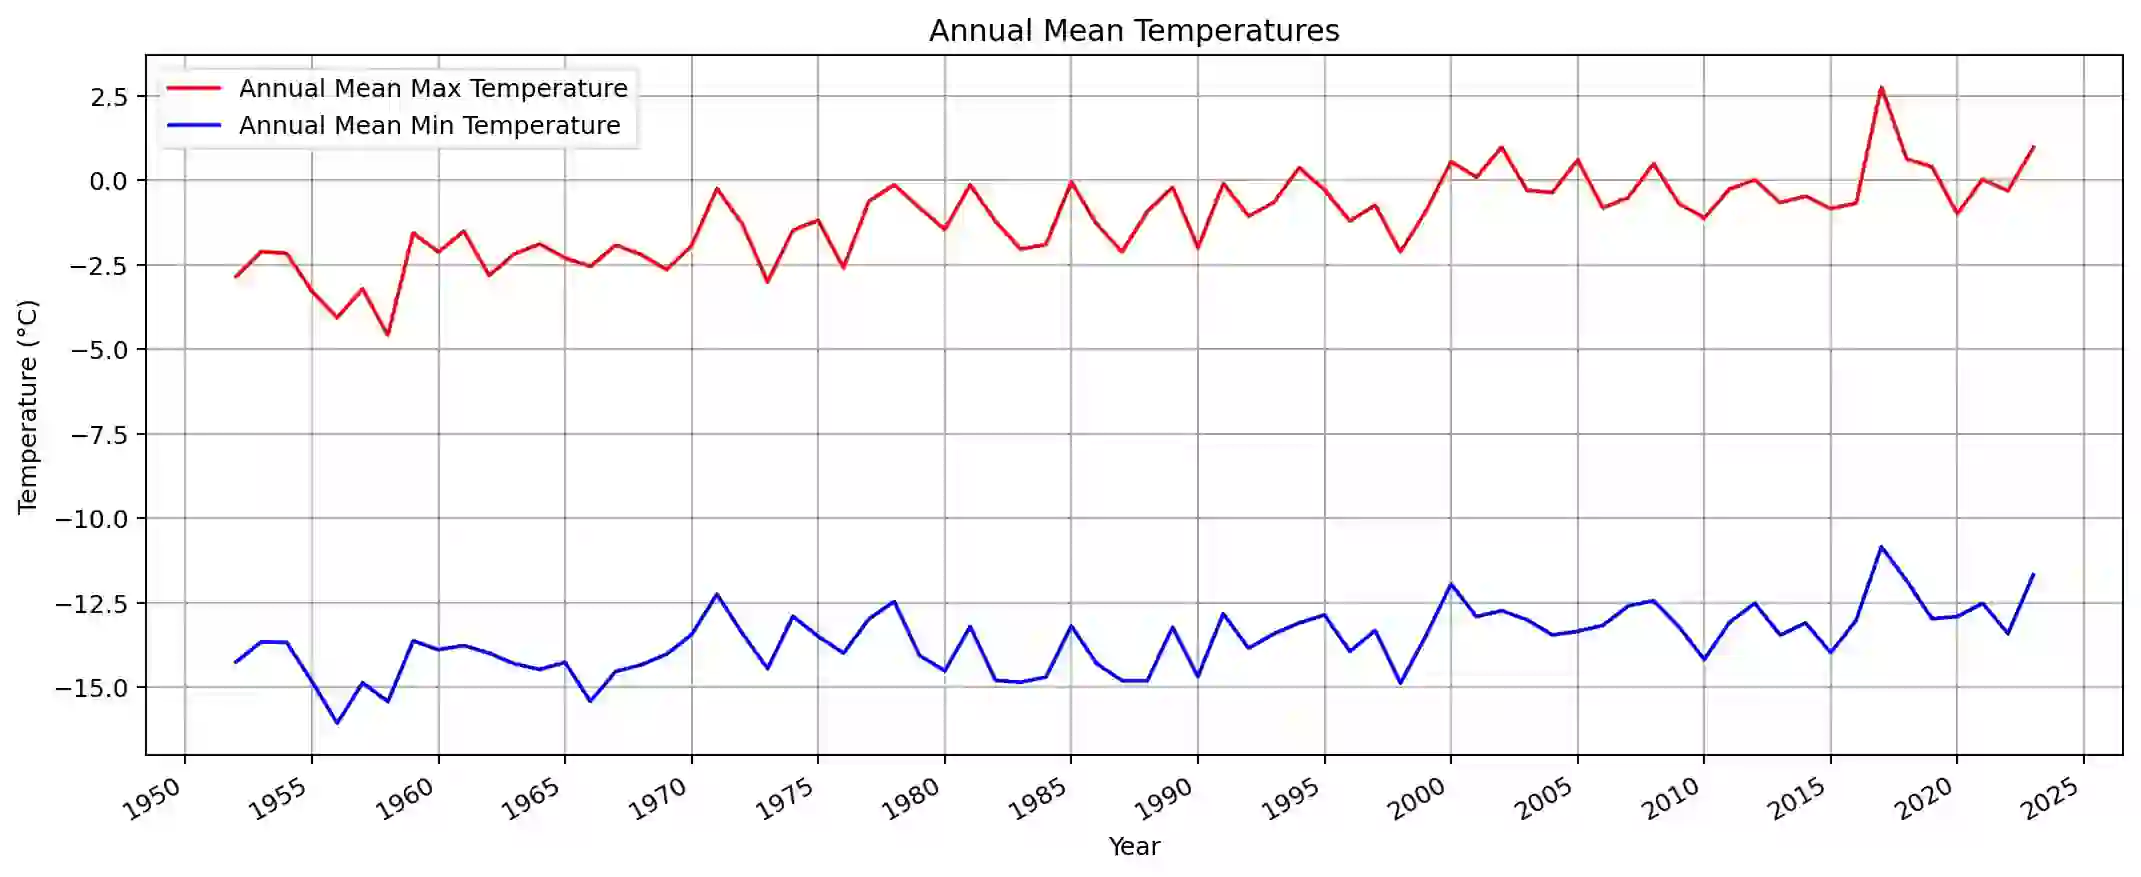 Annual Mean Temperatures
Annual Mean Max Temperature
Annual Mean Min Temperature
2.5
0.0
−2.5
−5.0
−7.5
−10.0
−12.5
−15.0
Temperature (°C)
1950 1955 1960 1965 1970 1975 1980 1985 1990 1995 2000 2005 2010 2015 2020 2025
Year